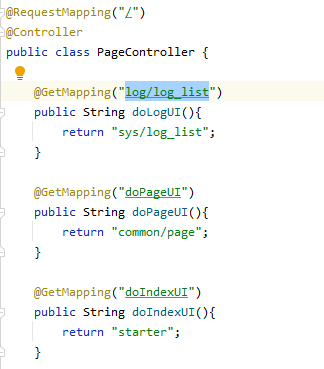 @RequestMapping("/")
@Controller
public class PageController {
@GetMapping("log/log_list")
public String doLogUI(){
return "sys/log_list";
}
@GetMapping("doPageUI")
public String doPageUI(){
return "common/page";
}
@GetMapping("doIndexUI")
public String doIndexUI(){
return "starter";
}